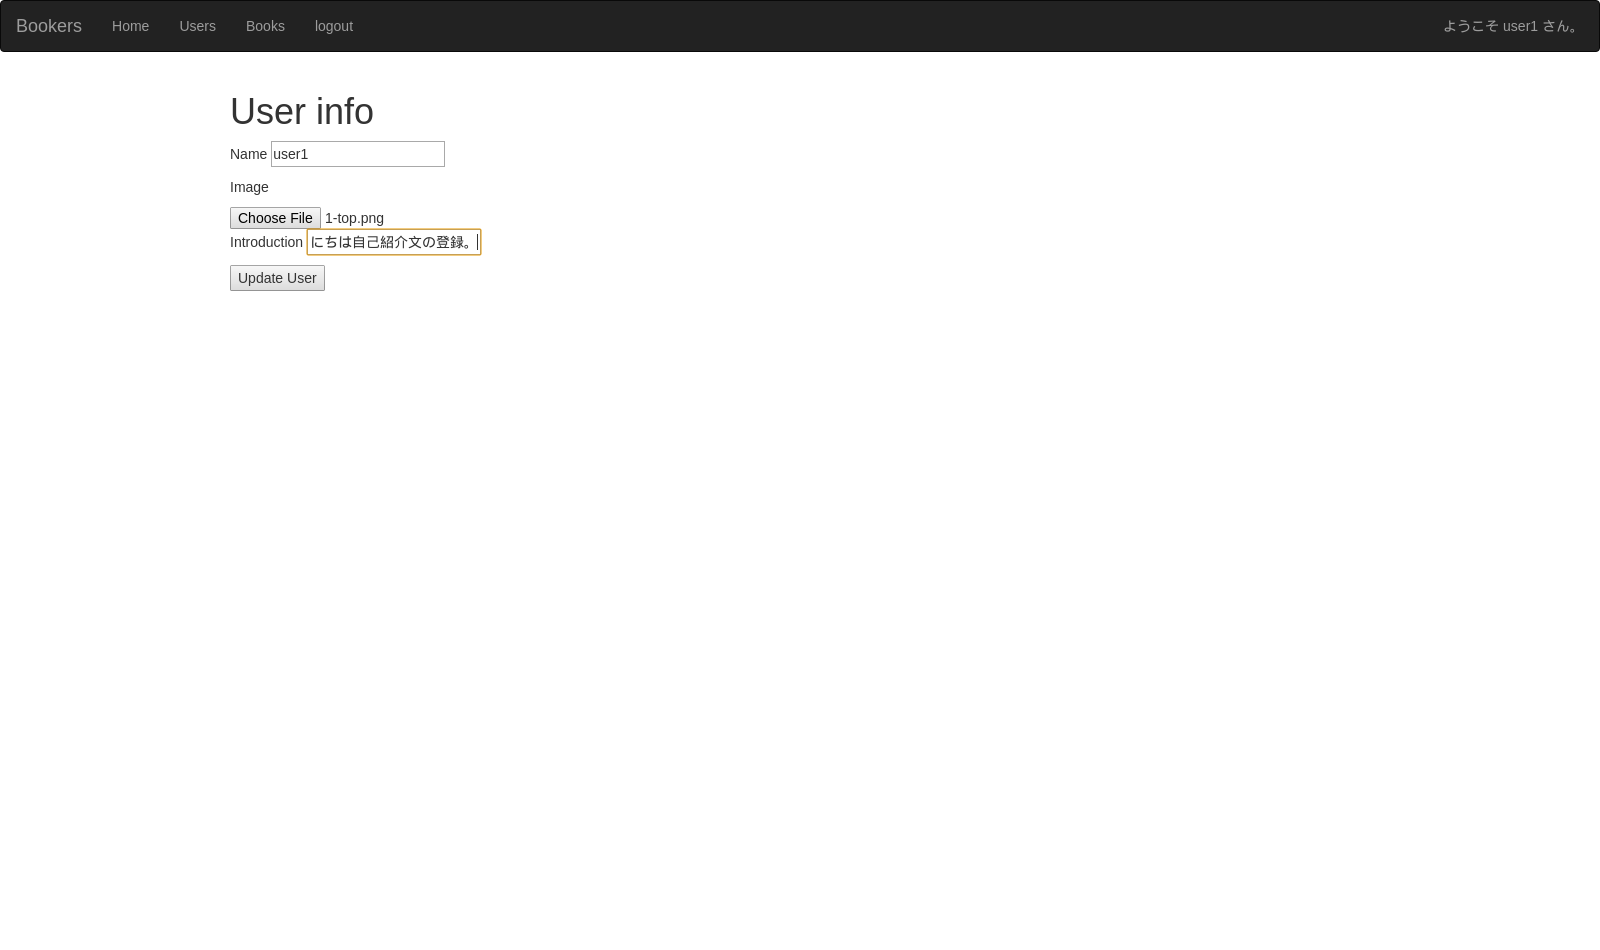 Bookers Home Users Books logout ようこそ user1 さん。
User info
Name user1
Image
Choose File 1-top.png
Introduction にちは自己紹介文の登録。
Update User